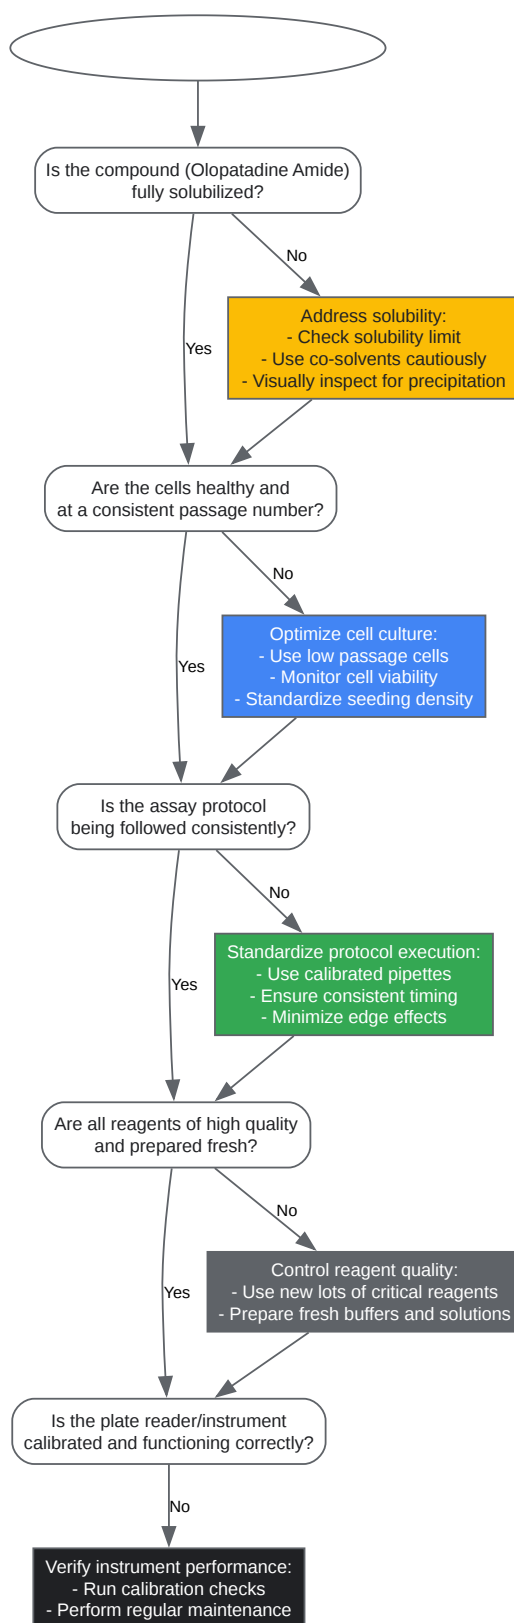 Is the compound (Olopatadine Amide)
fully solubilized?
No
Address solubility:
- Check solubility limit
- Use co-solvents cautiously
- Visually inspect for precipitation
Yes
Are the cells healthy and
at a consistent passage number?
No
Optimize cell culture:
- Use low passage cells
- Monitor cell viability
- Standardize seeding density
Yes
Is the assay protocol
being followed consistently?
No
Standardize protocol execution:
- Use calibrated pipettes
- Ensure consistent timing
- Minimize edge effects
Yes
Are all reagents of high quality
and prepared fresh?
No
Control reagent quality:
- Use new lots of critical reagents
- Prepare fresh buffers and solutions
Yes
Is the plate reader/instrument
calibrated and functioning correctly?
No
Verify instrument performance:
- Run calibration checks
- Perform regular maintenance